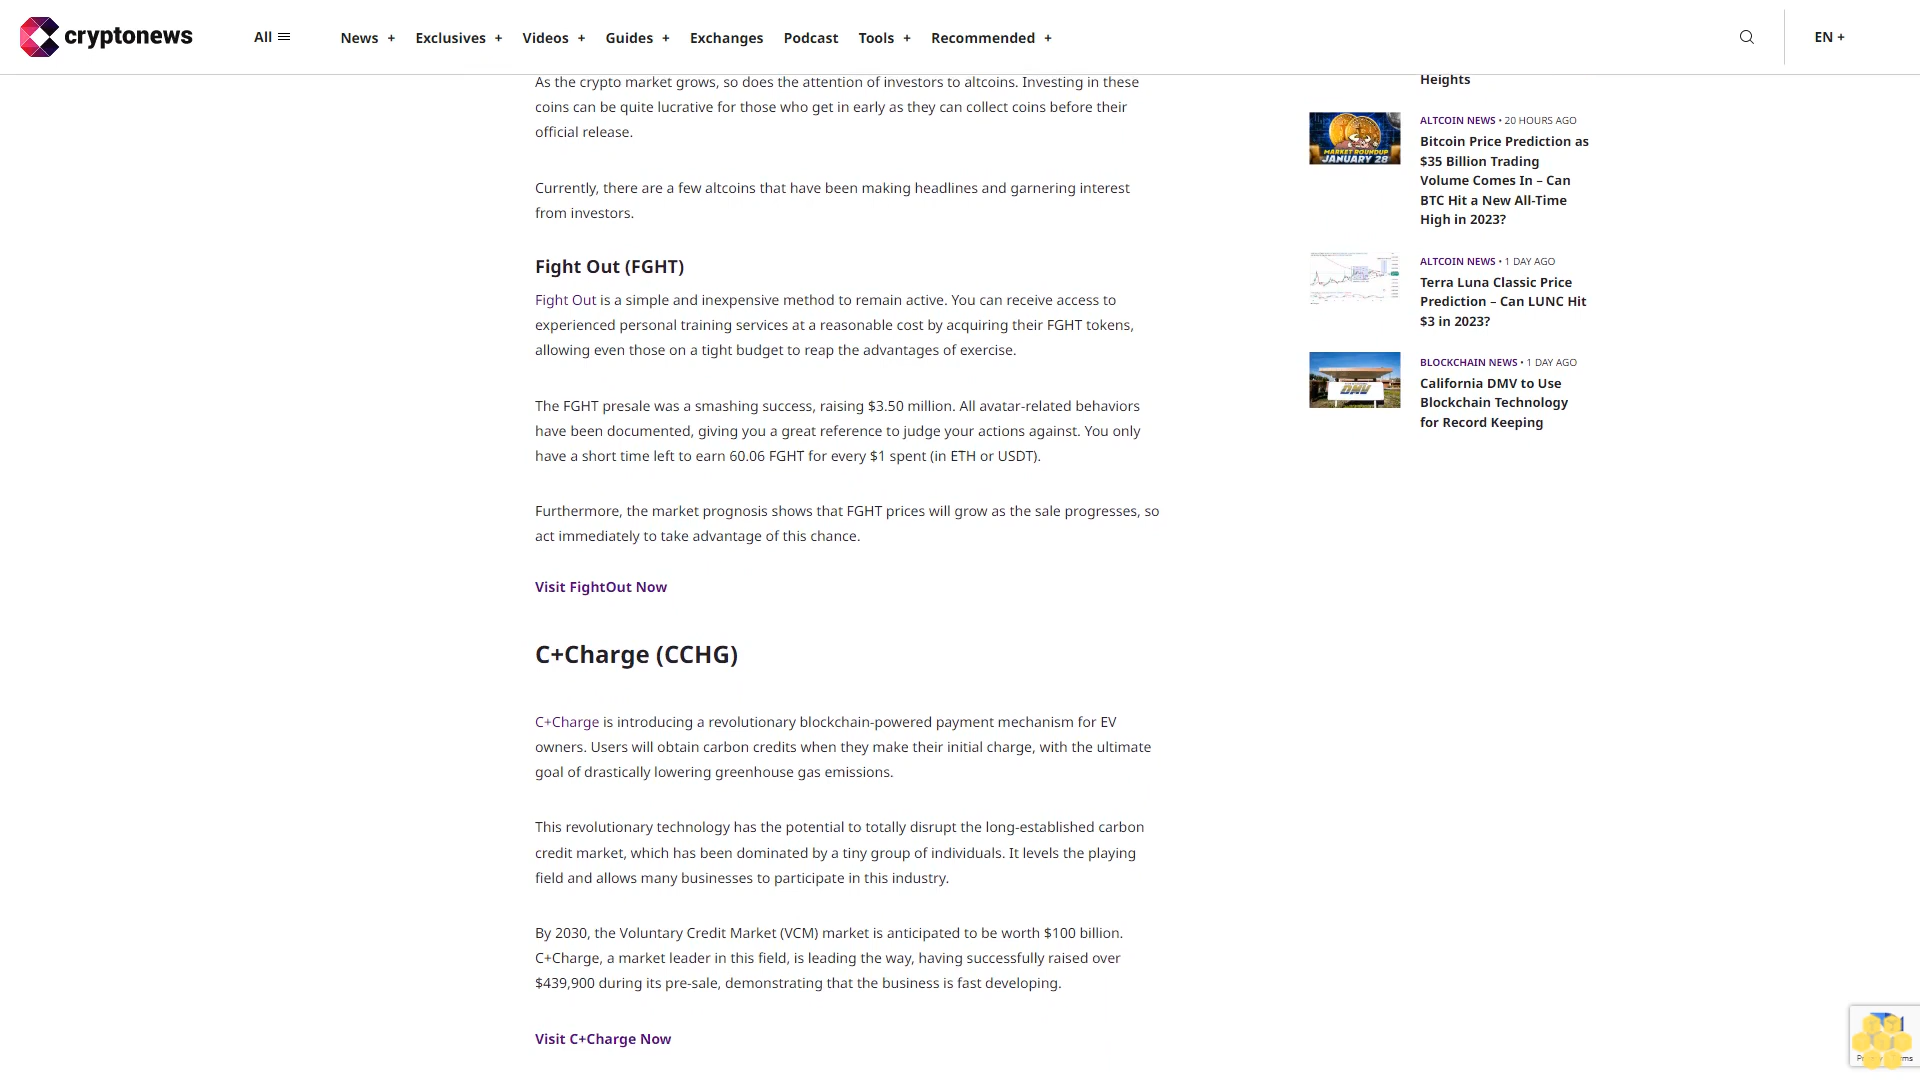 cryptonews
All
News +
Exclusives +
Videos +
Guides +
Exchanges
Podcast
Tools +
Recommended +
EN +
As the crypto market grows, so does the attention of investors to altcoins. Investing in these
coins can be quite lucrative for those who get in early as they can collect coins before their
official release.
Currently, there are a few altcoins that have been making headlines and garnering interest
from investors.
Fight Out (FGHT)
Fight Out is a simple and inexpensive method to remain active. You can receive access to
experienced personal training services at a reasonable cost by acquiring their FGHT tokens,
allowing even those on a tight budget to reap the advantages of exercise.
The FGHT presale was a smashing success, raising $3.50 million. All avatar-related behaviors
have been documented, giving you a great reference to judge your actions against. You only
have a short time left to earn 60.06 FGHT for every $1 spent (in ETH or USDT).
Furthermore, the market prognosis shows that FGHT prices will grow as the sale progresses, so
act immediately to take advantage of this chance.
Visit FightOut Now
C+Charge (CCHG)
C+Charge is introducing a revolutionary blockchain-powered payment mechanism for EV
owners. Users will obtain carbon credits when they make their initial charge, with the ultimate
goal of drastically lowering greenhouse gas emissions.
This revolutionary technology has the potential to totally disrupt the long-established carbon
credit market, which has been dominated by a tiny group of individuals. It levels the playing
field and allows many businesses to participate in this industry.
By 2030, the Voluntary Credit Market (VCM) market is anticipated to be worth $100 billion.
C+Charge, a market leader in this field, is leading the way, having successfully raised over
$439,900 during its pre-sale, demonstrating that the business is fast developing.
Visit C+Charge Now
Heights
MARKET ROUNDUP
JANUARY 28
ALTCOIN NEWS • 20 HOURS AGO
Bitcoin Price Prediction as
$35 Billion Trading
Volume Comes In – Can
BTC Hit a New All-Time
High in 2023?
ALTCOIN NEWS • 1 DAY AGO
Terra Luna Classic Price
Prediction – Can LUNC Hit
$3 in 2023?
DMV
BLOCKCHAIN NEWS • 1 DAY AGO
California DMV to Use
Blockchain Technology
for Record Keeping